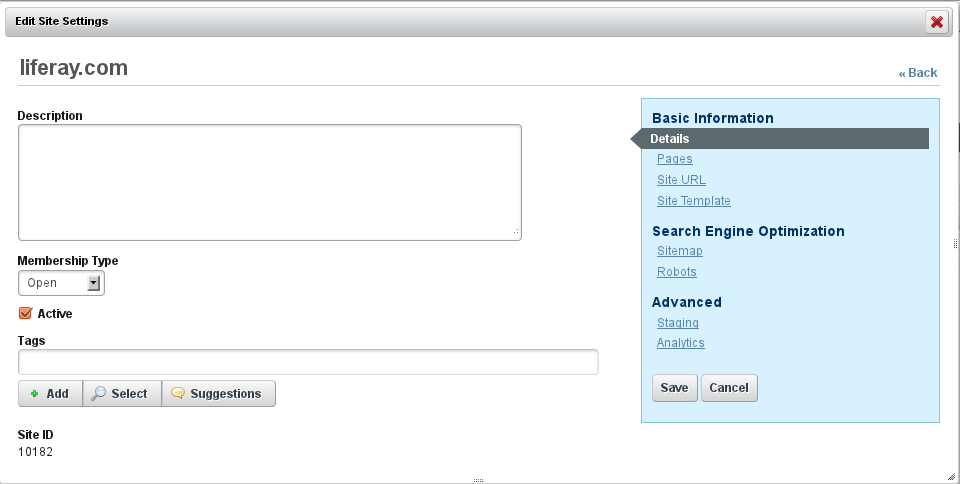 Edit Site Settings
liferay.com
« Back
Description
Membership Type
Open
Active
Tags
Add Select Suggestions
Site ID
10182
Basic Information
Details
Pages
Site URL
Site Template
Search Engine Optimization
Sitemap
Robots
Advanced
Staging
Analytics
Save Cancel